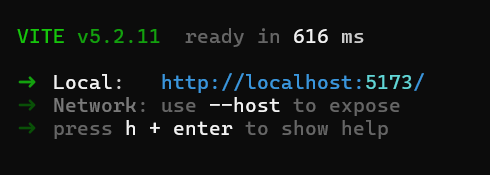 VITE v5.2.11 ready in 616 ms
➜ Local: http://localhost:5173/
➜ Network: use --host to expose
➜ press h + enter to show help